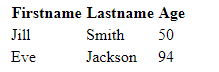 Firstname Lastname Age
Jill Smith 50
Eve Jackson 94